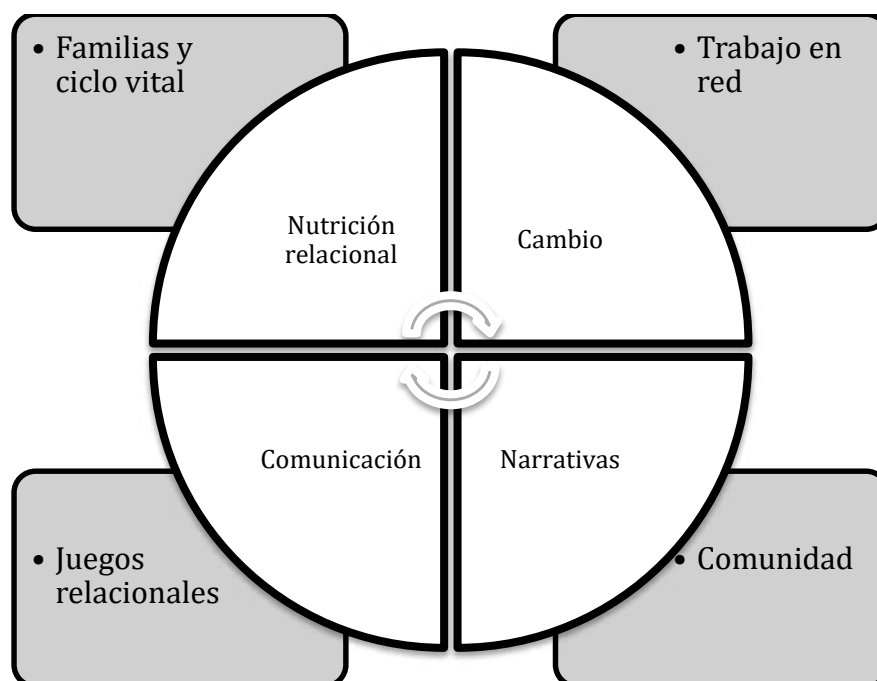 • Familias y
ciclo vital
• Trabajo en
red
Nutrición
relacional
Cambio
Comunicación
Narrativas
• Juegos
relacionales
• Comunidad